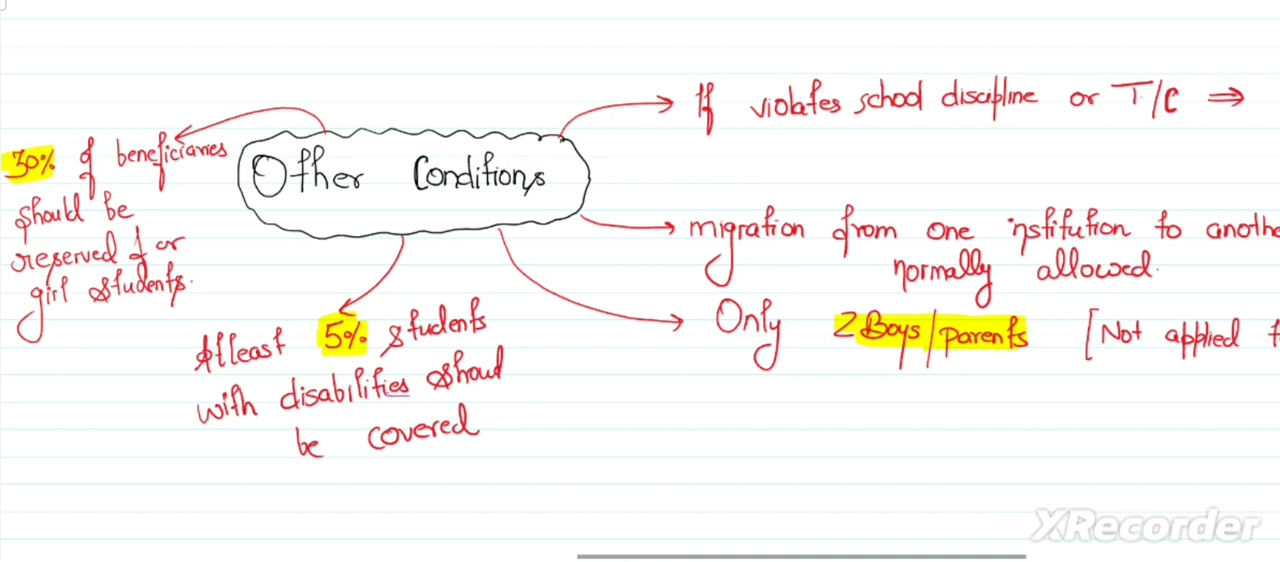 If violates school discipline or T/C ⇒
30% of beneficiaries
should be
reserved for
girl students.
Other Conditions
migration from one institution to anothe
normally allowed.
Only 2 Boys/parents [Not applied t
Atleast 5% students
with disabilities shoud
be covered
XRecorder